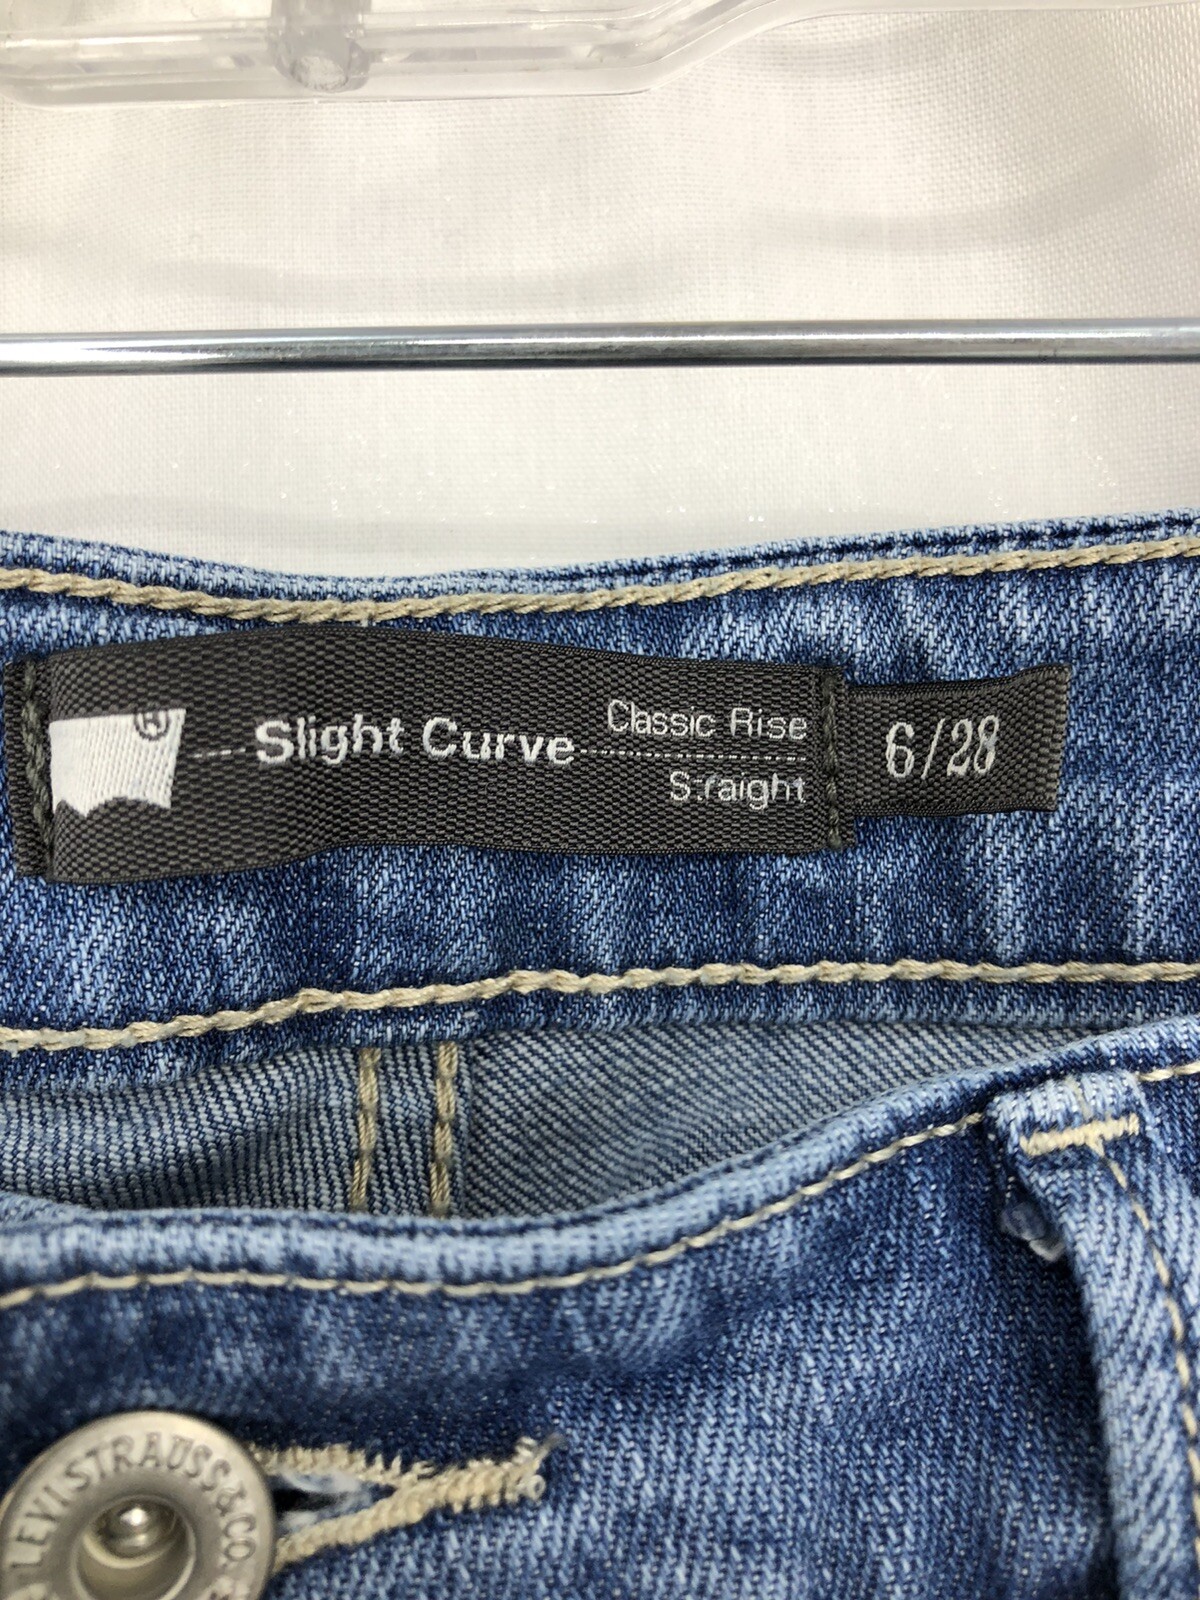 ®
Slight Curve
Classic Rise
Straight
6/28
LEVI STRAUSS & CO.